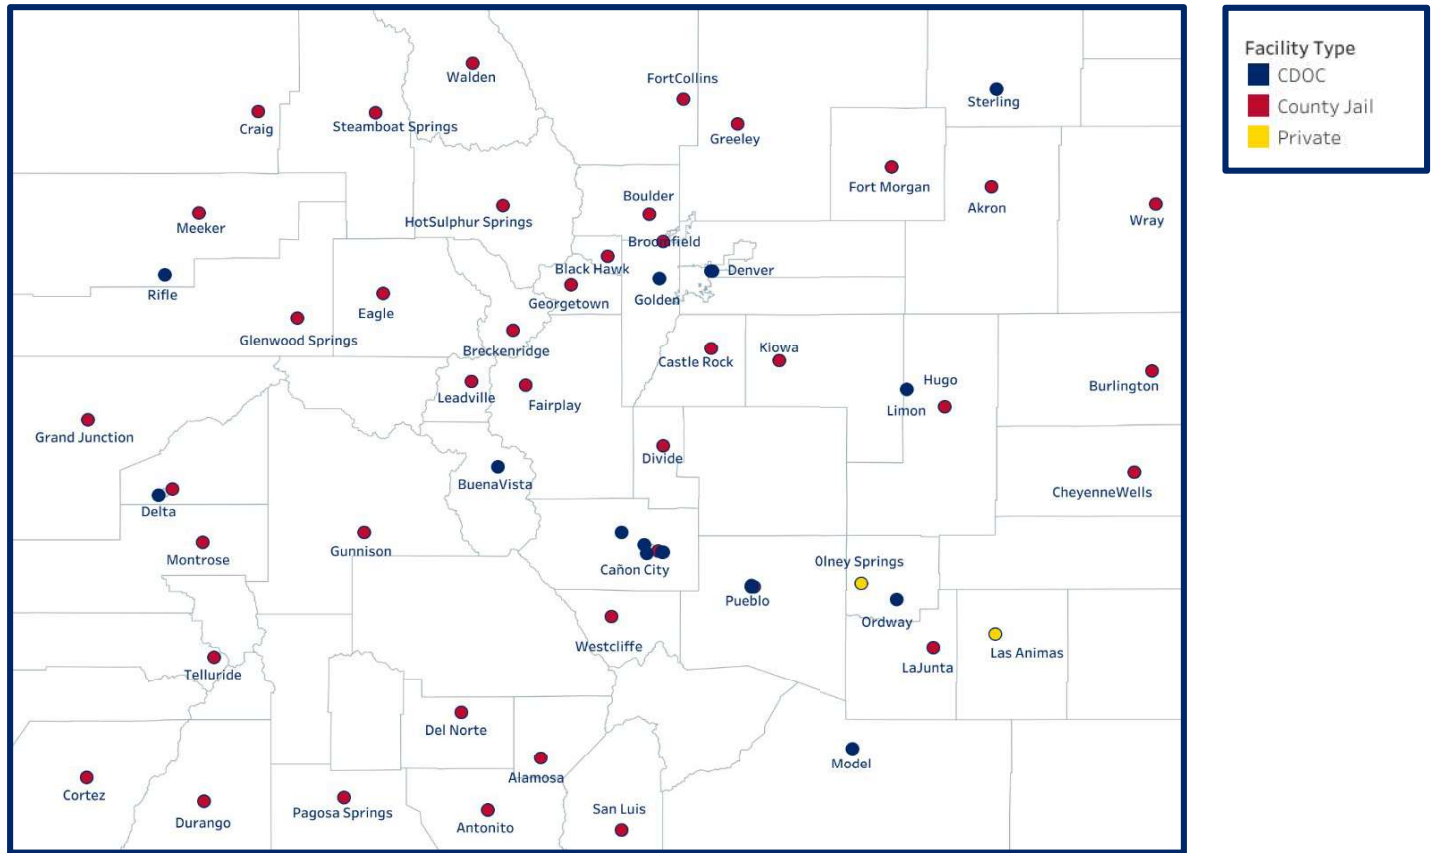 Facility Type
CDOC
County Jail
Private
Walden
FortCollins
Sterling
Craig
Steamboat Springs
Greeley
Fort Morgan
Akron
Wray
Meeker
HotSulphur Springs
Boulder
Broomfield
Black Hawk
Denver
Rifle
Georgetown
Golden
Eagle
Glenwood Springs
Breckenridge
Castle Rock
Kiowa
Hugo
Limon
Burlington
Leadville
Fairplay
Grand Junction
Divide
BuenaVista
CheyenneWells
Delta
Montrose
Gunnison
Cañon City
Olney Springs
Pueblo
Ordway
Westcliffe
LaJunta
Las Animas
Telluride
Del Norte
Alamosa
Model
Cortez
Durango
Pagosa Springs
Antonito
San Luis